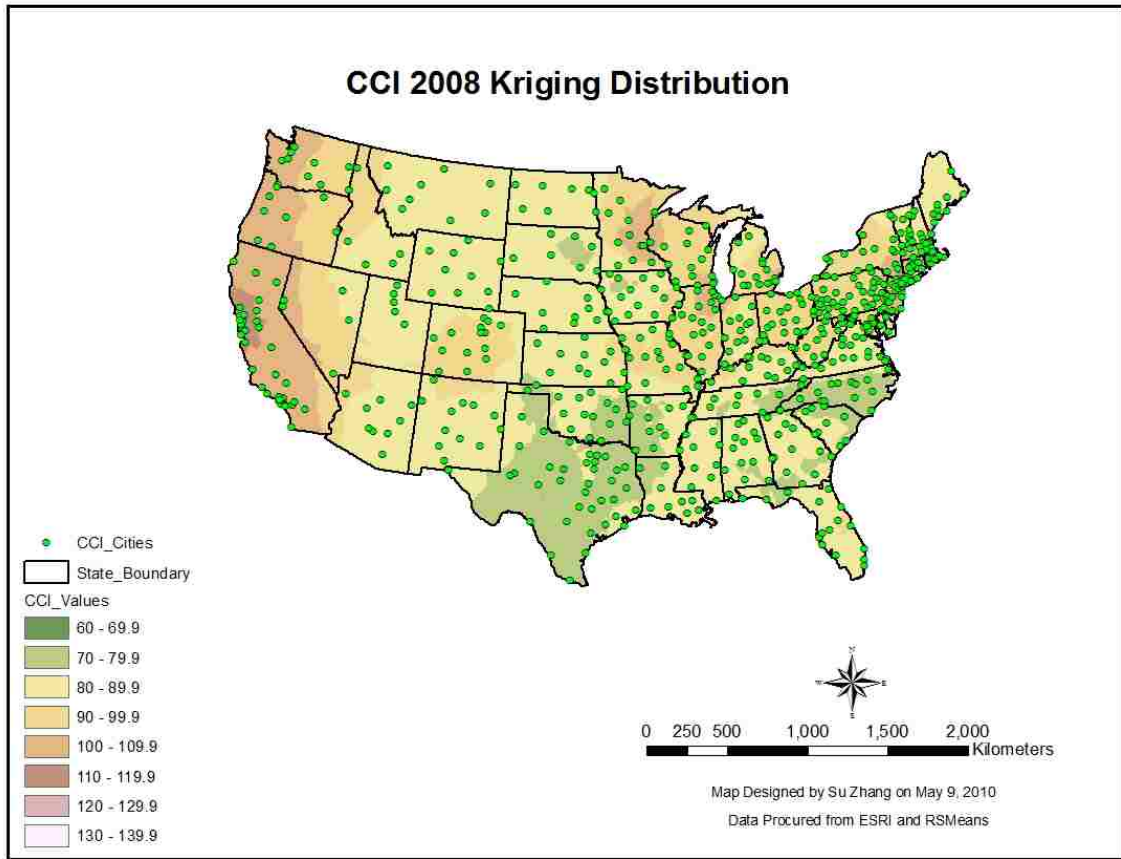 CCI 2008 Kriging Distribution
CCI_Cities
State_Boundary
CCI_Values
60 - 69.9
70 - 79.9
80 - 89.9
90 - 99.9
100 - 109.9
110 - 119.9
120 - 129.9
130 - 139.9
N
W E
S
0 250 500 1,000 1,500 2,000
Kilometers
Map Designed by Su Zhang on May 9, 2010
Data Procured from ESRI and RSMeans